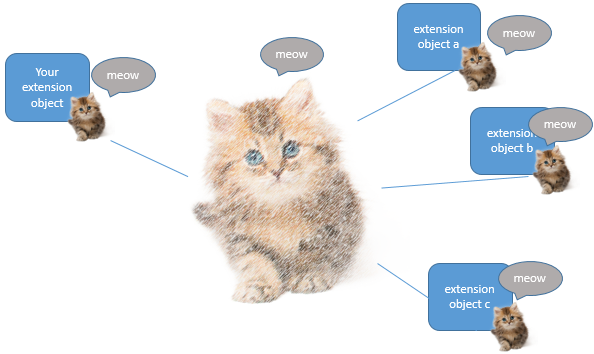 Your
extension
object
meow
meow
extension
object a
meow
extension
object b
meow
extension
object c
meow